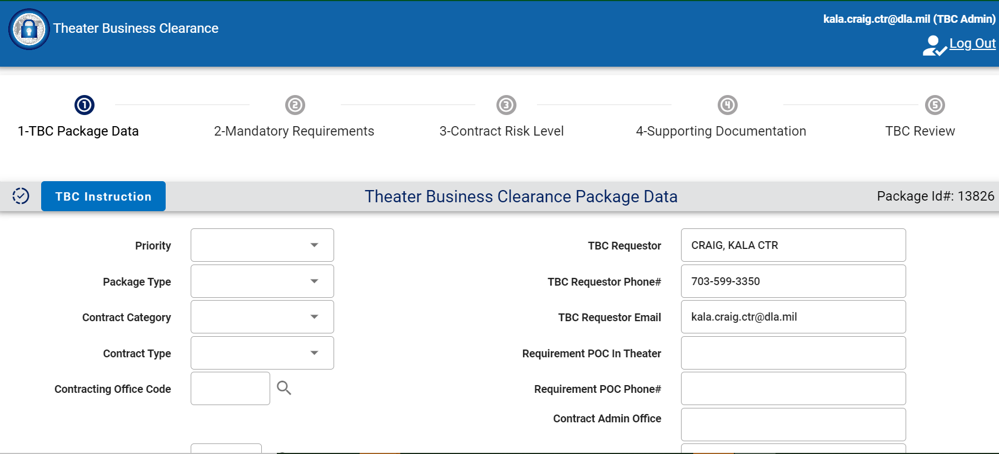 Theater Business Clearance
kala.craig.ctr@dla.mil (TBC Admin)
Log Out
1
2
3
4
5
1-TBC Package Data
2-Mandatory Requirements
3-Contract Risk Level
4-Supporting Documentation
TBC Review
TBC Instruction
Theater Business Clearance Package Data
Package Id#: 13826
Priority
Package Type
Contract Category
Contract Type
Contracting Office Code
TBC Requestor
CRAIG, KALA CTR
TBC Requestor Phone#
703-599-3350
TBC Requestor Email
kala.craig.ctr@dla.mil
Requirement POC In Theater
Requirement POC Phone#
Contract Admin Office